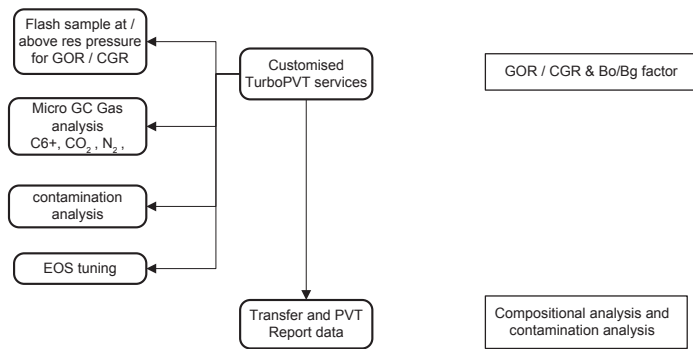 Flash sample at /
above res pressure
for GOR / CGR
Customised
TurboPVT services
GOR / CGR & Bo/Bg factor
Micro GC Gas
analysis
C6+, CO2 , N2 ,
contamination
analysis
EOS tuning
Transfer and PVT
Report data
Compositional analysis and
contamination analysis